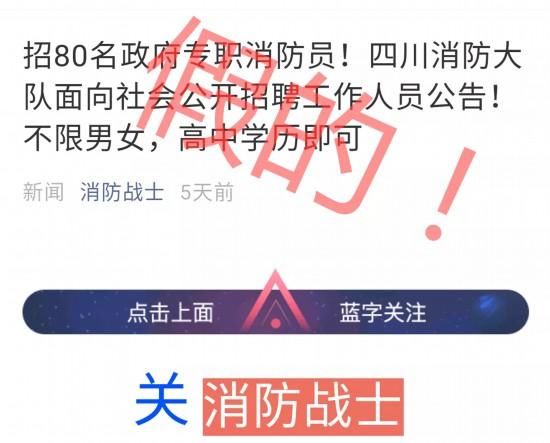 招80名政府专职消防员！四川消防大
队面向社会公开招聘工作人员公告！
不限男女，高中学历即可
假的！
新闻 消防战士 5天前
点击上面 蓝字关注
关 消防战士